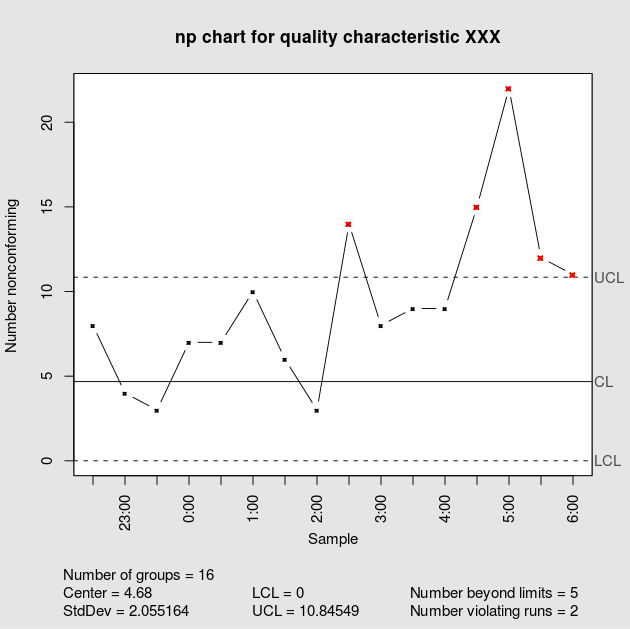 np chart for quality characteristic XXX
Number nonconforming
20
15
10
5
0
UCL
CL
LCL
23:00 0:00 1:00 2:00 3:00 4:00 5:00 6:00
Sample
Number of groups = 16
Center = 4.68 LCL = 0 Number beyond limits = 5
StdDev = 2.055164 UCL = 10.84549 Number violating runs = 2